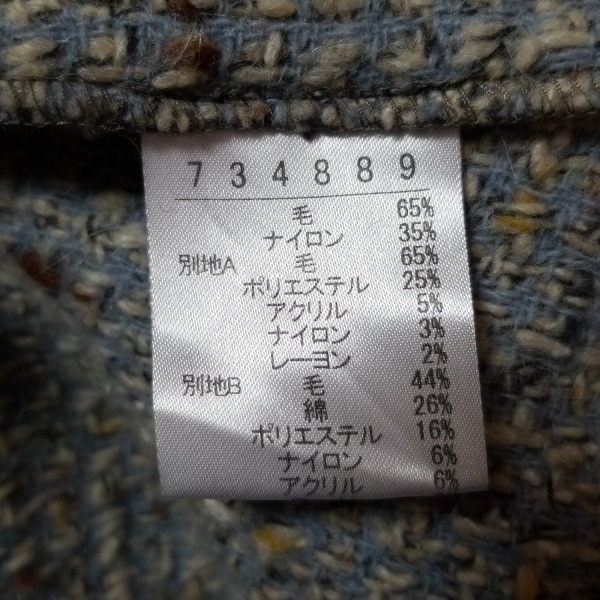 734889
毛 65%
ナイロン 35%
別地A 毛 65%
ポリエステル 25%
アクリル 5%
ナイロン 3%
レーヨン 2%
別地B 毛 44%
綿 26%
ポリエステル 16%
ナイロン 6%
アクリル 6%